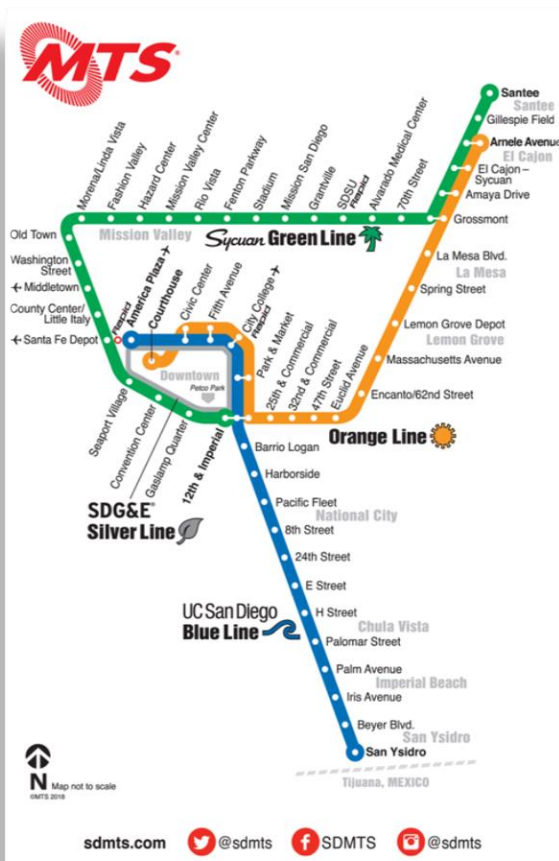 MTS
Santee
Santee
Gillespie Field
Arnele Avenue
El Cajon
El Cajon –
Sycuan
Amaya Drive
Grossmont
Morena/Linda Vista
Fashion Valley
Hazard Center
Mission Valley Center
Rio Vista
Fenton Parkway
Stadium
Mission San Diego
Grantville
SDSU
Rapid
Alvarado Medical Center
70th Street
Mission Valley
Sycuan Green Line
Old Town
Washington
Street
Middletown
County Center/
Little Italy
Santa Fe Depot
Rapid
America Plaza
Courthouse
Civic Center
Fifth Avenue
City College
Rapid
Park & Market
Downtown
Petco Park
La Mesa Blvd.
La Mesa
Spring Street
Lemon Grove Depot
Lemon Grove
Massachusetts Avenue
Encanto/62nd Street
25th & Commercial
32nd & Commercial
47th Street
Euclid Avenue
Orange Line
Seaport Village
Convention Center
Gaslamp Quarter
12th & Imperial
SDG&E®
Silver Line
Barrio Logan
Harborside
Pacific Fleet
National City
8th Street
24th Street
E Street
H Street
Chula Vista
UC San Diego
Blue Line
Palomar Street
Palm Avenue
Imperial Beach
Iris Avenue
Beyer Blvd.
San Ysidro
San Ysidro
Tijuana, MEXICO
N
Map not to scale
©MTS 2018
sdmts.com @sdmts SDMTS @sdmts